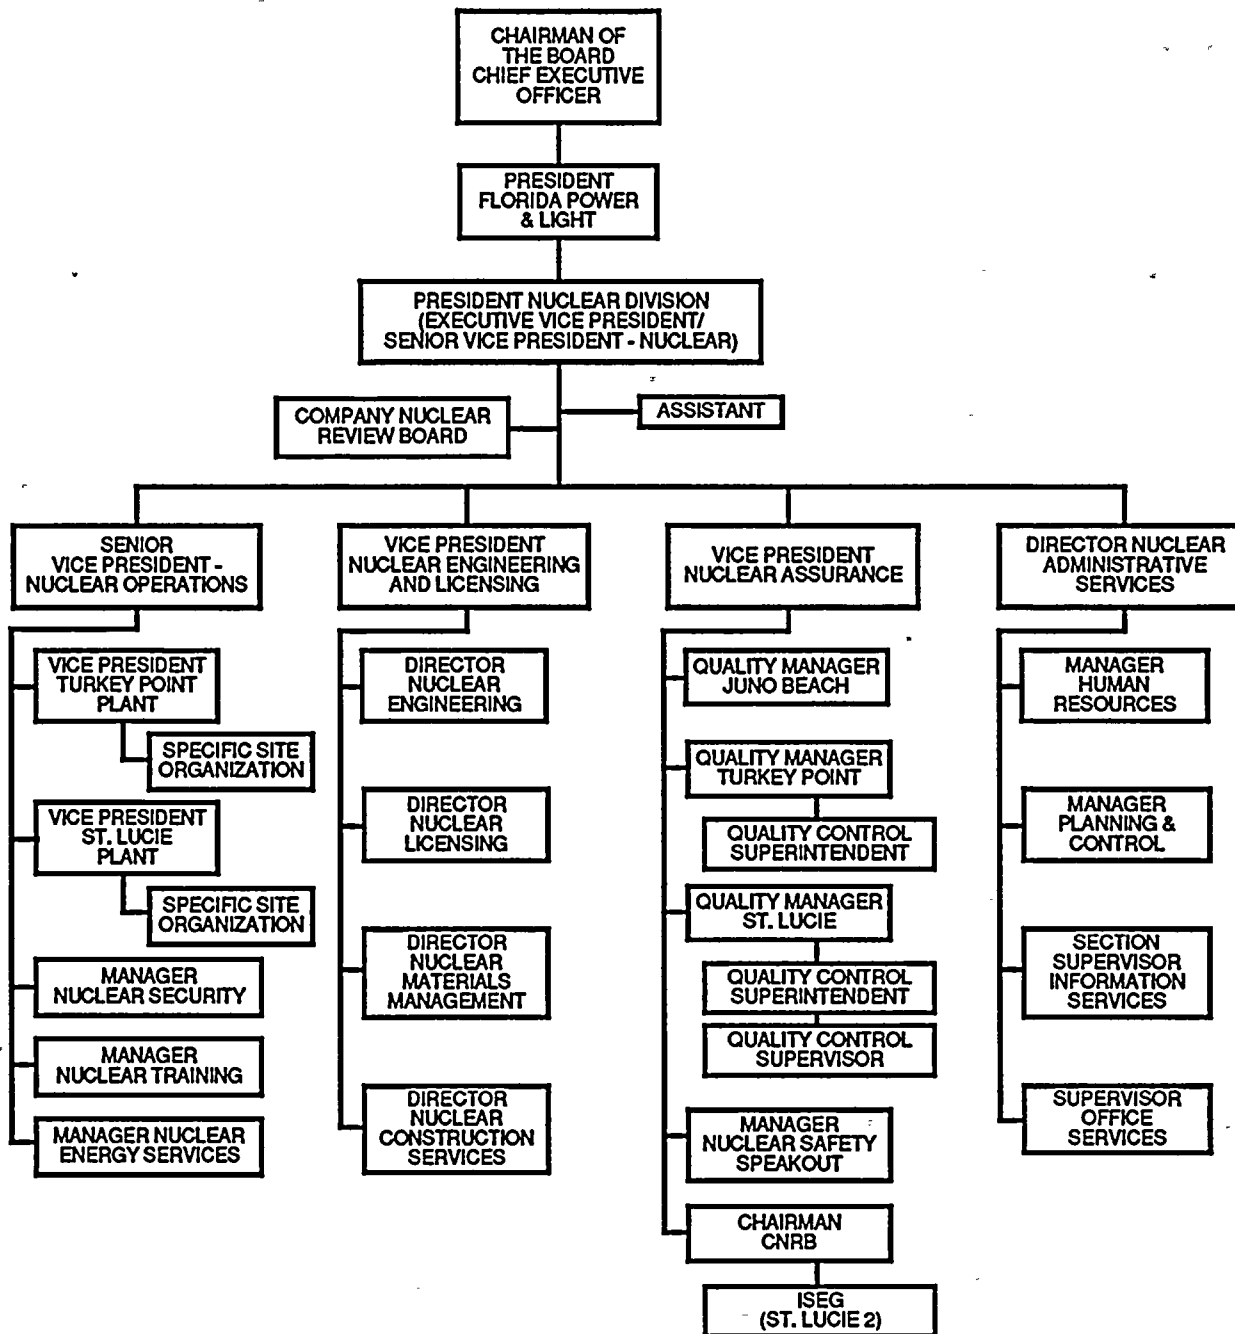 CHAIRMAN OF
THE BOARD
CHIEF EXECUTIVE
OFFICER
PRESIDENT
FLORIDA POWER
& LIGHT
PRESIDENT NUCLEAR DIVISION
(EXECUTIVE VICE PRESIDENT/
SENIOR VICE PRESIDENT - NUCLEAR)
COMPANY NUCLEAR
REVIEW BOARD
ASSISTANT
SENIOR
VICE PRESIDENT -
NUCLEAR OPERATIONS
VICE PRESIDENT
TURKEY POINT
PLANT
SPECIFIC SITE
ORGANIZATION
VICE PRESIDENT
ST. LUCIE
PLANT
SPECIFIC SITE
ORGANIZATION
MANAGER
NUCLEAR SECURITY
MANAGER
NUCLEAR TRAINING
MANAGER NUCLEAR
ENERGY SERVICES
VICE PRESIDENT
NUCLEAR ENGINEERING
AND LICENSING
DIRECTOR
NUCLEAR
ENGINEERING
DIRECTOR
NUCLEAR
LICENSING
DIRECTOR
NUCLEAR
MATERIALS
MANAGEMENT
DIRECTOR
NUCLEAR
CONSTRUCTION
SERVICES
VICE PRESIDENT
NUCLEAR ASSURANCE
QUALITY MANAGER
JUNO BEACH
QUALITY MANAGER
TURKEY POINT
QUALITY CONTROL
SUPERINTENDENT
QUALITY MANAGER
ST. LUCIE
QUALITY CONTROL
SUPERINTENDENT
QUALITY CONTROL
SUPERVISOR
MANAGER
NUCLEAR SAFETY
SPEAKOUT
CHAIRMAN
CNRB
ISEG
(ST. LUCIE 2)
DIRECTOR NUCLEAR
ADMINISTRATIVE
SERVICES
MANAGER
HUMAN
RESOURCES
MANAGER
PLANNING &
CONTROL
SECTION
SUPERVISOR
INFORMATION
SERVICES
SUPERVISOR
OFFICE
SERVICES